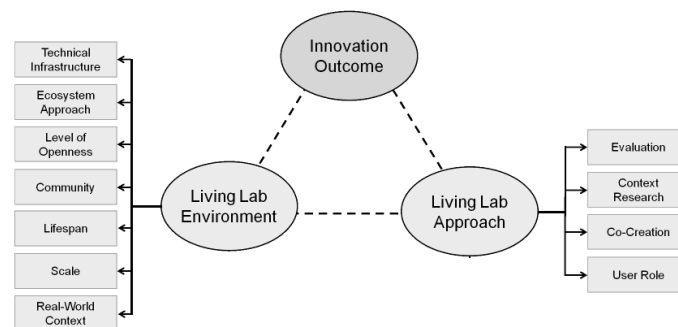 Innovation
Outcome
Technical
Infrastructure
Ecosystem
Approach
Level of
Openness
Community
Lifespan
Scale
Real-World
Context
Living Lab
Environment
Living Lab
Approach
Evaluation
Context
Research
Co-Creation
User Role